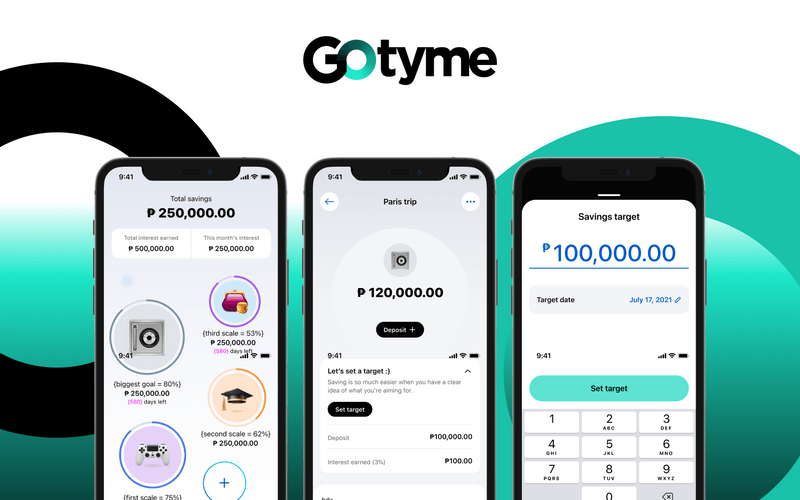 Gotyme
9:41
Total savings
₱ 250,000.00
Total interest earned
₱ 500,000.00
This month's interest
₱ 250,000.00
{third scale = 53%}
₱ 250,000.00
(580) days left
9:41
{biggest goal = 80%}
₱ 250,000.00
(580) days left
{second scale = 62%}
₱ 250,000.00
{first scale = 75%}
+
9:41
Paris trip
₱ 120,000.00
Deposit +
9:41
Let's set a target :)
Saving is so much easier when you have a clear
idea of what you're aiming for.
Set target
Deposit ₱100,000.00
Interest earned (3%) ₱100.00
July
9:41
Savings target
₱100,000.00
Target date July 17, 2021
9:41
Set target
1 2 3
ABC DEF
4 5 6
GHI JKL MNO
7 8 9
PQRS TUV WXYZ
0